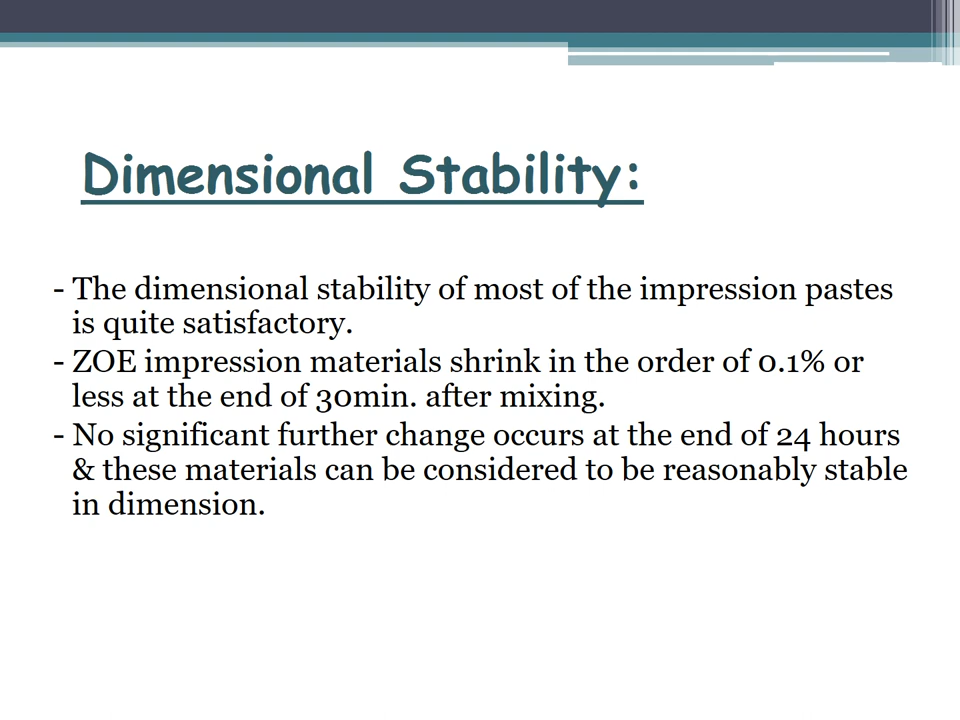 Dimensional Stability:
- The dimensional stability of most of the impression pastes
is quite satisfactory.
- ZOE impression materials shrink in the order of 0.1% or
less at the end of 30min. after mixing.
- No significant further change occurs at the end of 24 hours
& these materials can be considered to be reasonably stable
in dimension.